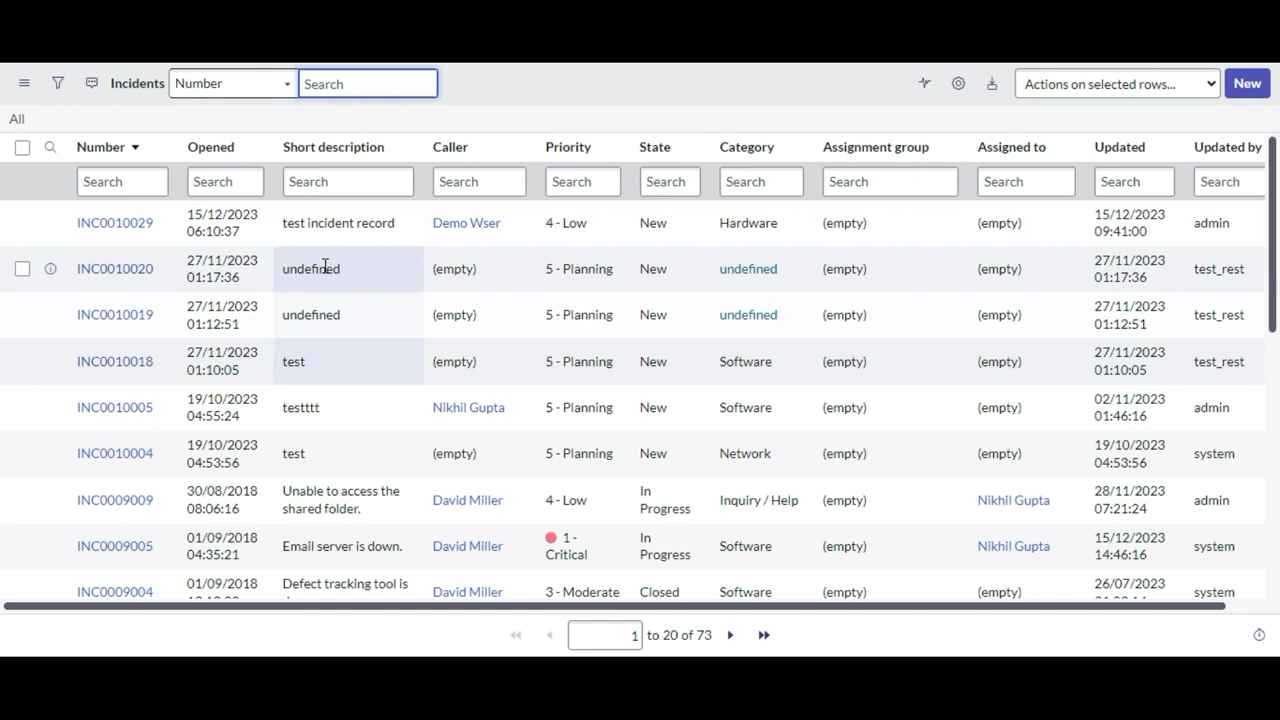 Incidents Number Search Actions on selected rows... New
All
Number Opened Short description Caller Priority State Category Assignment group Assigned to Updated Updated by
Search Search Search Search Search Search Search Search Search Search Search
INC0010029 15/12/2023 06:10:37 test incident record Demo Wser 4 - Low New Hardware (empty) (empty) 15/12/2023 09:41:00 admin
INC0010020 27/11/2023 01:17:36 undefined (empty) 5 - Planning New undefined (empty) (empty) 27/11/2023 01:17:36 test_rest
INC0010019 27/11/2023 01:12:51 undefined (empty) 5 - Planning New undefined (empty) (empty) 27/11/2023 01:12:51 test_rest
INC0010018 27/11/2023 01:10:05 test (empty) 5 - Planning New Software (empty) (empty) 27/11/2023 01:10:05 test_rest
INC0010005 19/10/2023 04:55:24 testttt Nikhil Gupta 5 - Planning New Software (empty) (empty) 02/11/2023 01:46:16 admin
INC0010004 19/10/2023 04:53:56 test (empty) 5 - Planning New Network (empty) (empty) 19/10/2023 04:53:56 system
INC0009009 30/08/2018 08:06:16 Unable to access the shared folder. David Miller 4 - Low In Progress Inquiry / Help (empty) Nikhil Gupta 28/11/2023 07:21:24 admin
INC0009005 01/09/2018 04:35:21 Email server is down. David Miller 1 - Critical In Progress Software (empty) Nikhil Gupta 15/12/2023 14:46:16 system
INC0009004 01/09/2018 Defect tracking tool is David Miller 3 - Moderate Closed Software (empty) (empty) 26/07/2023 system
1 to 20 of 73